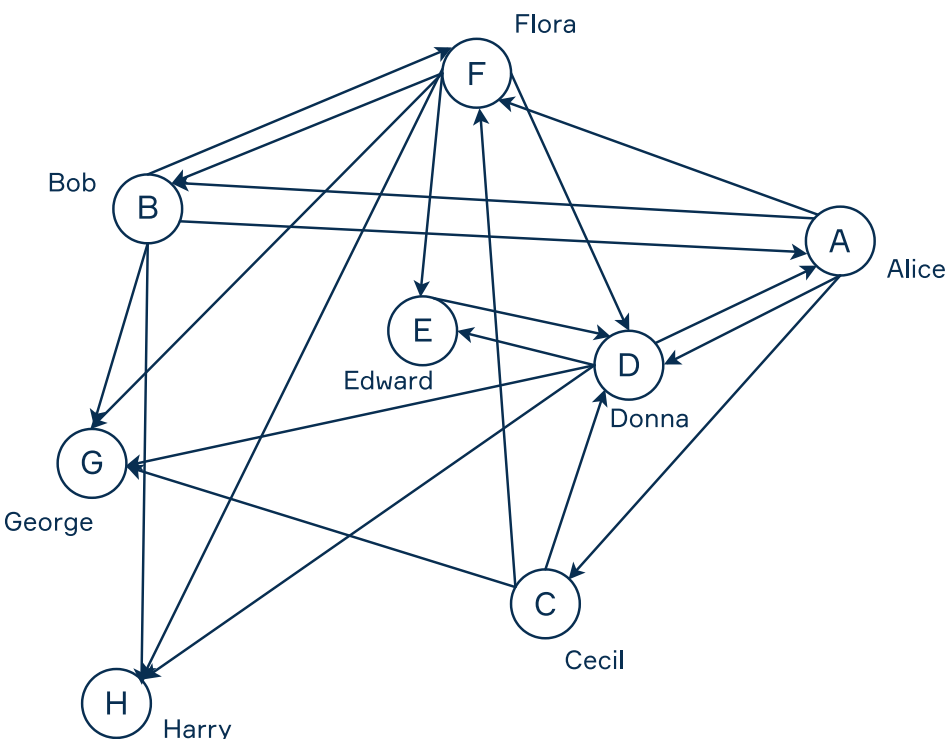 Flora
F
Bob
B
A
Alice
E
Edward
D
Donna
G
George
C
Cecil
H
Harry